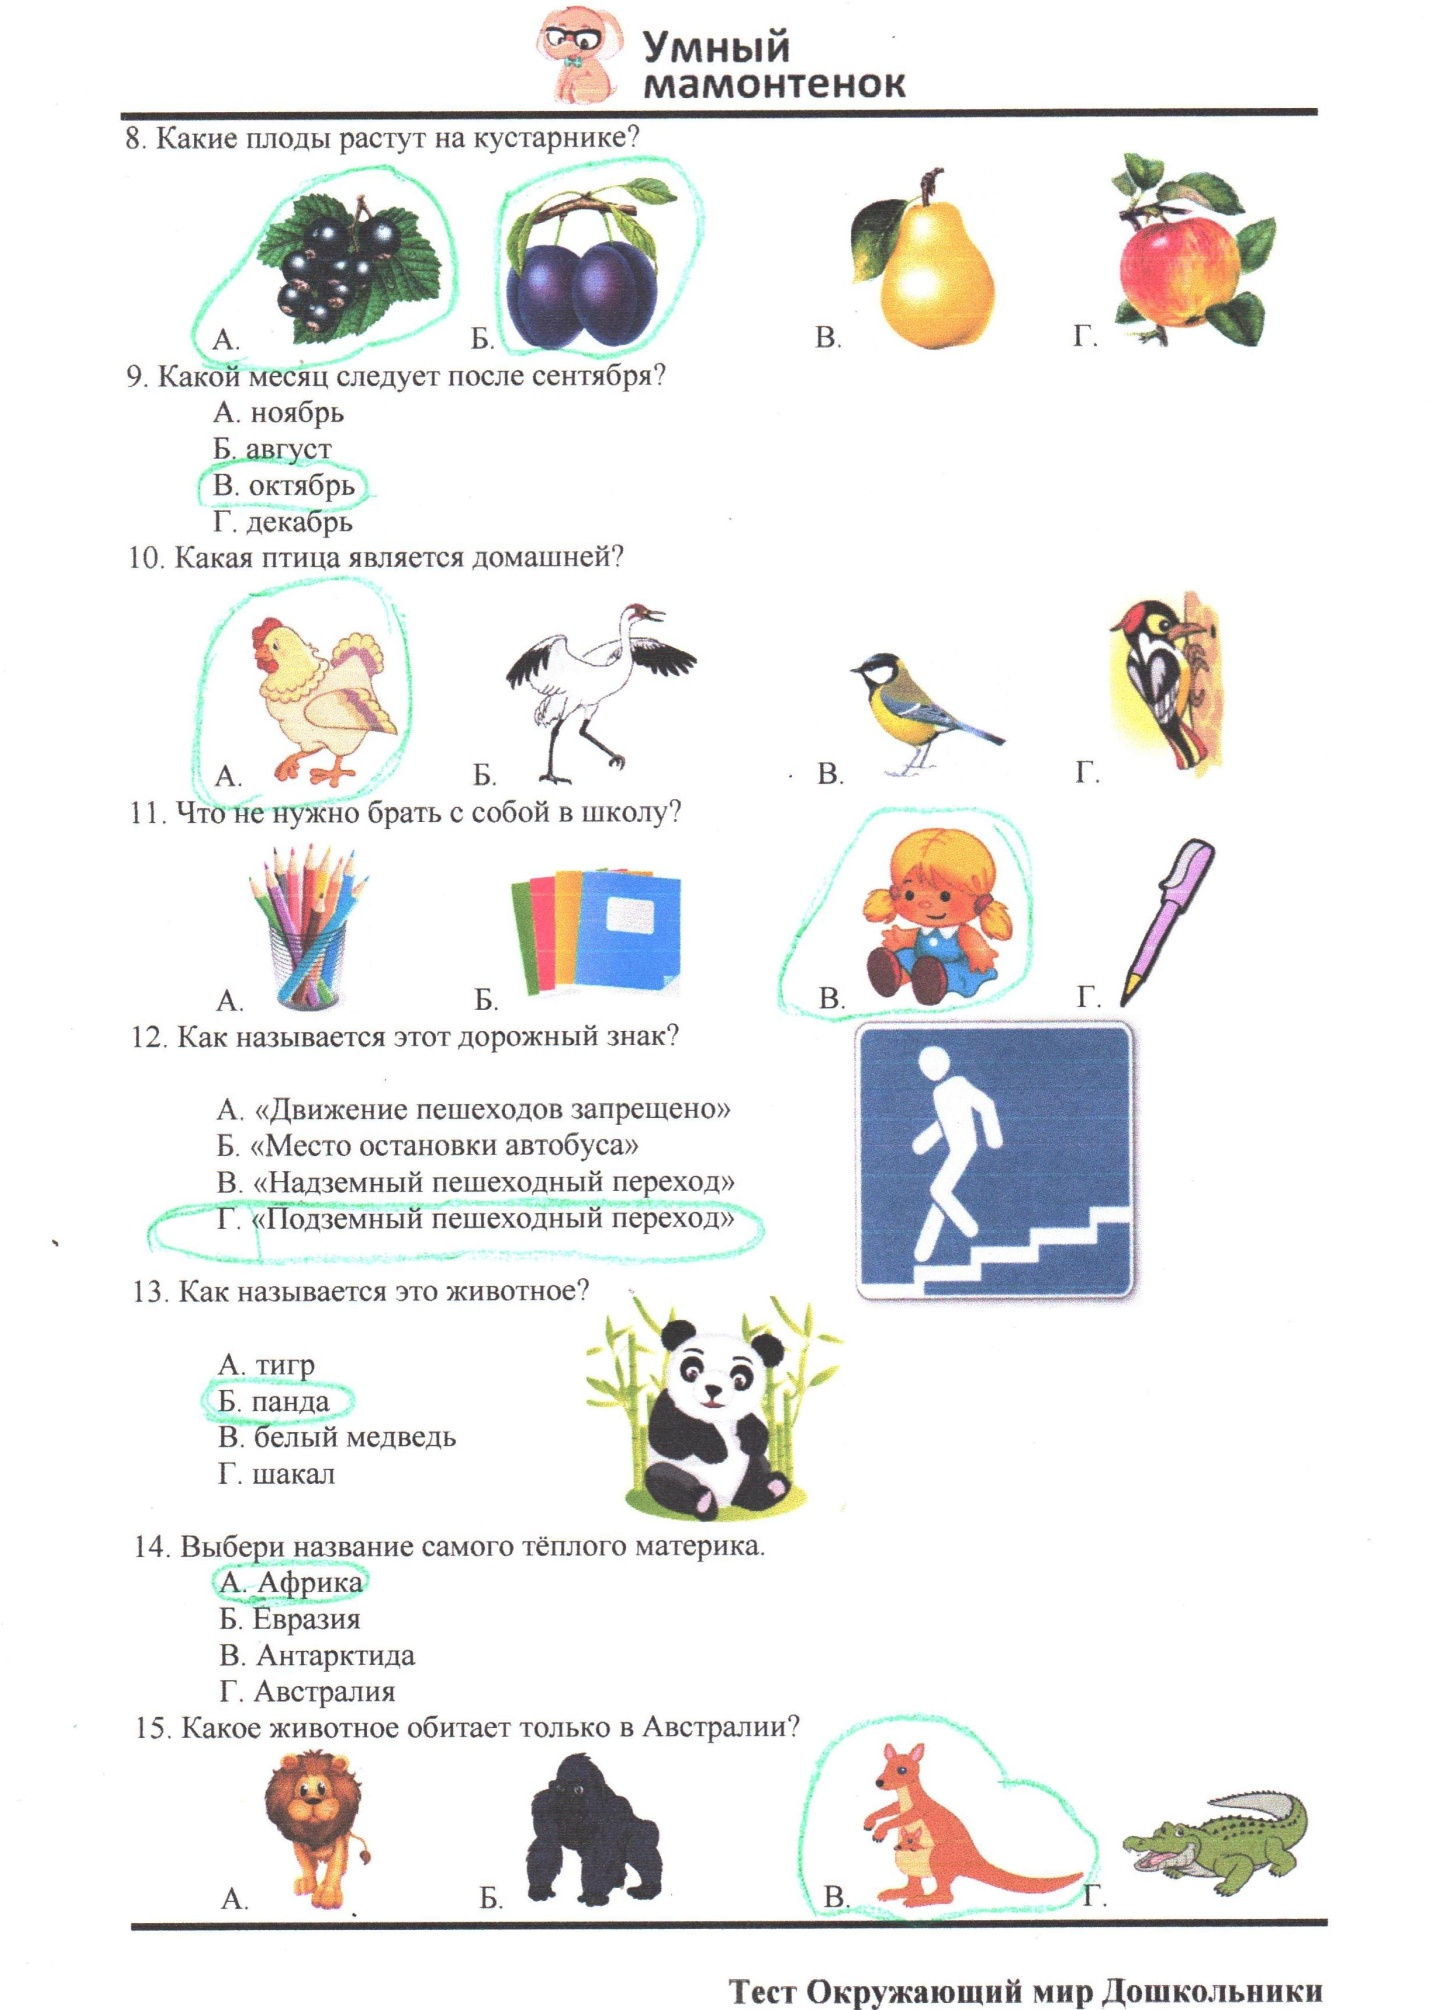 Умный
мамонтенок
8. Какие плоды растут на кустарнике?
А. Б. В. Г.
9. Какой месяц следует после сентября?
А. ноябрь
Б. август
В. октябрь
Г. декабрь
10. Какая птица является домашней?
А. Б. В. Г.
11. Что не нужно брать с собой в школу?
А. Б. В. Г.
12. Как называется этот дорожный знак?
А. «Движение пешеходов запрещено»
Б. «Место остановки автобуса»
В. «Надземный пешеходный переход»
Г. «Подземный пешеходный переход»
13. Как называется это животное?
А. тигр
Б. панда
В. белый медведь
Г. шакал
14. Выбери название самого тёплого материка.
А. Африка
Б. Евразия
В. Антарктида
Г. Австралия
15. Какое животное обитает только в Австралии?
А. Б. В. Г.
Тест Окружающий мир Дошкольники